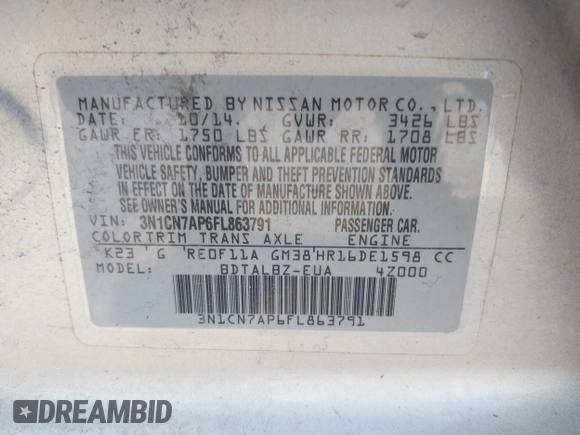 MANUFACTURED BY NISSAN MOTOR CO., LTD.
DATE: 10/14. GVWR: 3426 LBS
GAWR FR: 1750 LBS GAWR RR: 1708 LBS
THIS VEHICLE CONFORMS TO ALL APPLICABLE FEDERAL MOTOR
VEHICLE SAFETY, BUMPER AND THEFT PREVENTION STANDARDS
IN EFFECT ON THE DATE OF MANUFACTURE SHOWN ABOVE.
SEE OWNER'S MANUAL FOR ADDITIONAL INFORMATION
VIN: 3N1CN7AP6FL863791 PASSENGER CAR.
COLOR TRIM TRANS AXLE ENGINE
K23 G RE0F11A GM38 HR16DE1598 CC
MODEL: BDTALBZ-EUA 4Z000
3N1CN7AP6FL863791
DREAMBID